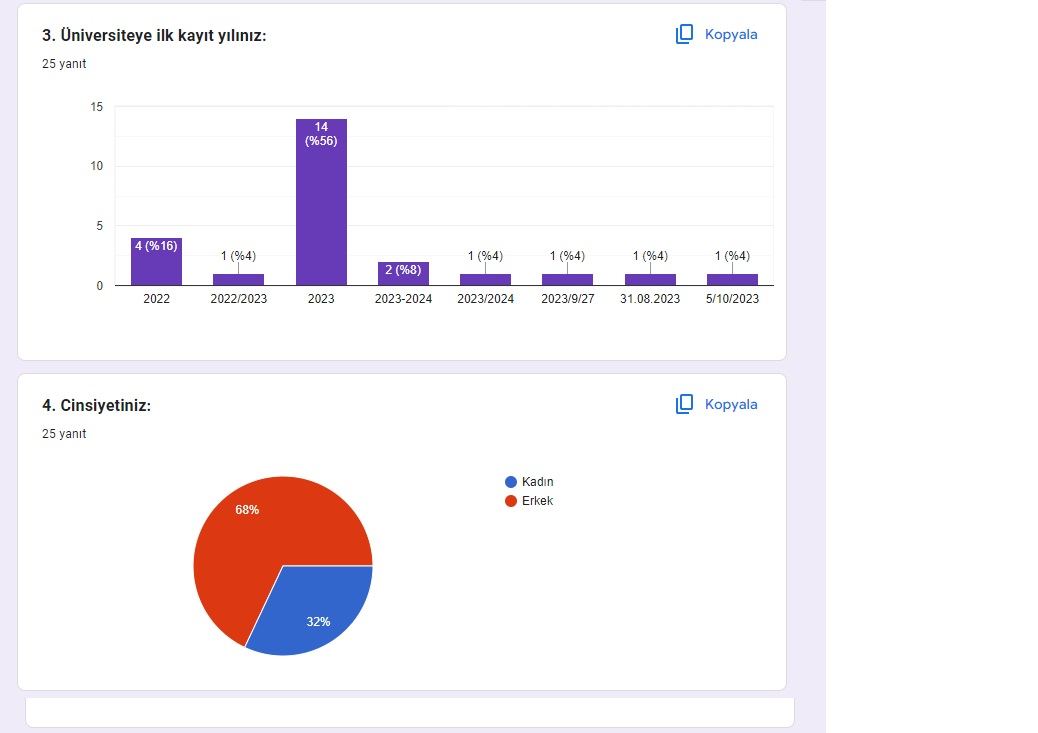 3. Üniversiteye ilk kayıt yılınız:
Kopyala
25 yanıt
15
10
5
0
4 (%16)
1 (%4)
14
(%56)
2 (%8)
1 (%4)
1 (%4)
1 (%4)
1 (%4)
2022
2022/2023
2023
2023-2024
2023/2024
2023/9/27
31.08.2023
5/10/2023
4. Cinsiyetiniz:
Kopyala
25 yanıt
68%
32%
Kadın
Erkek